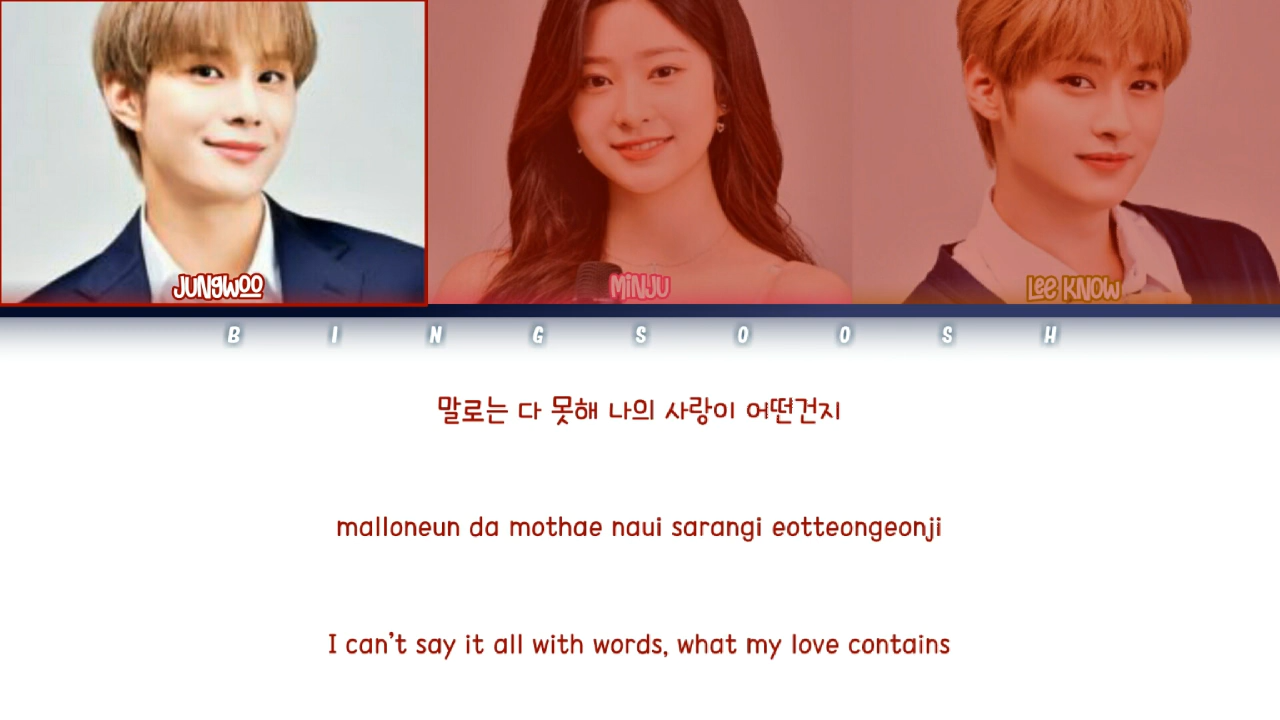 JUNGWOO MINJU LEE KNOW
B I N G S O O S H
말로는 다 못해 나의 사랑이 어떤건지
malloneun da mothae naui sarangi eotteongeonji
I can't say it all with words, what my love contains